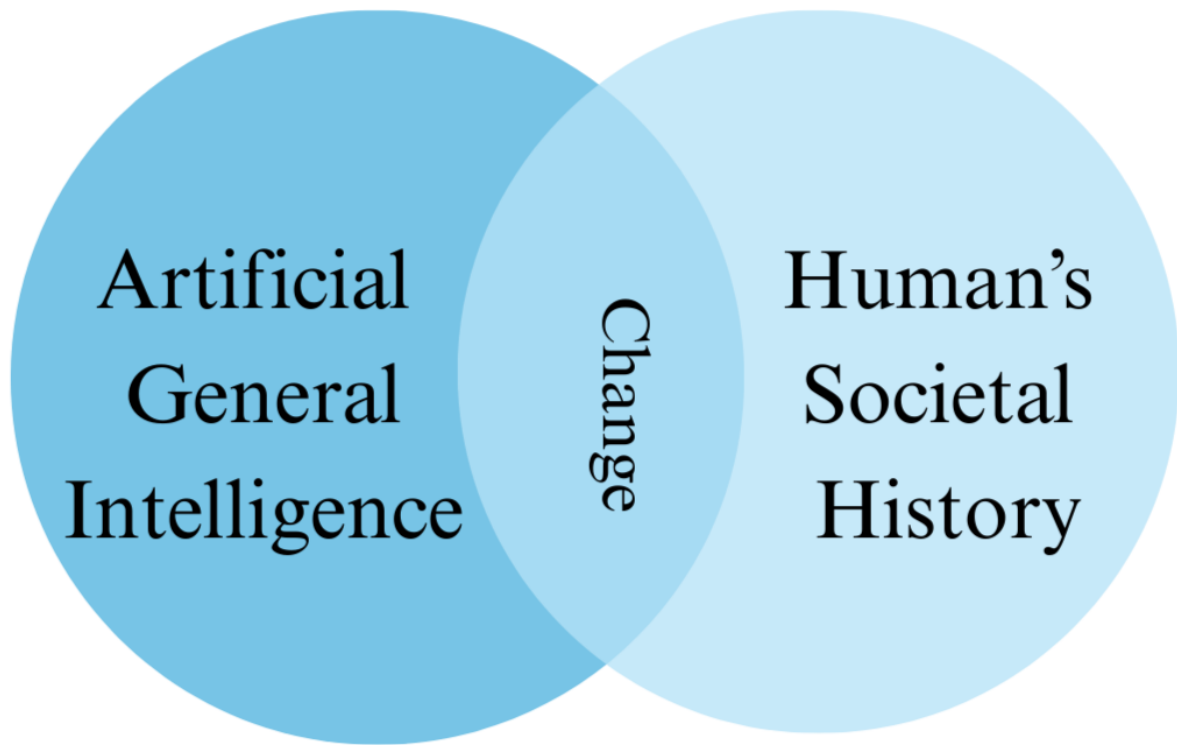 Artificial
General
Intelligence
Change
Human’s
Societal
History